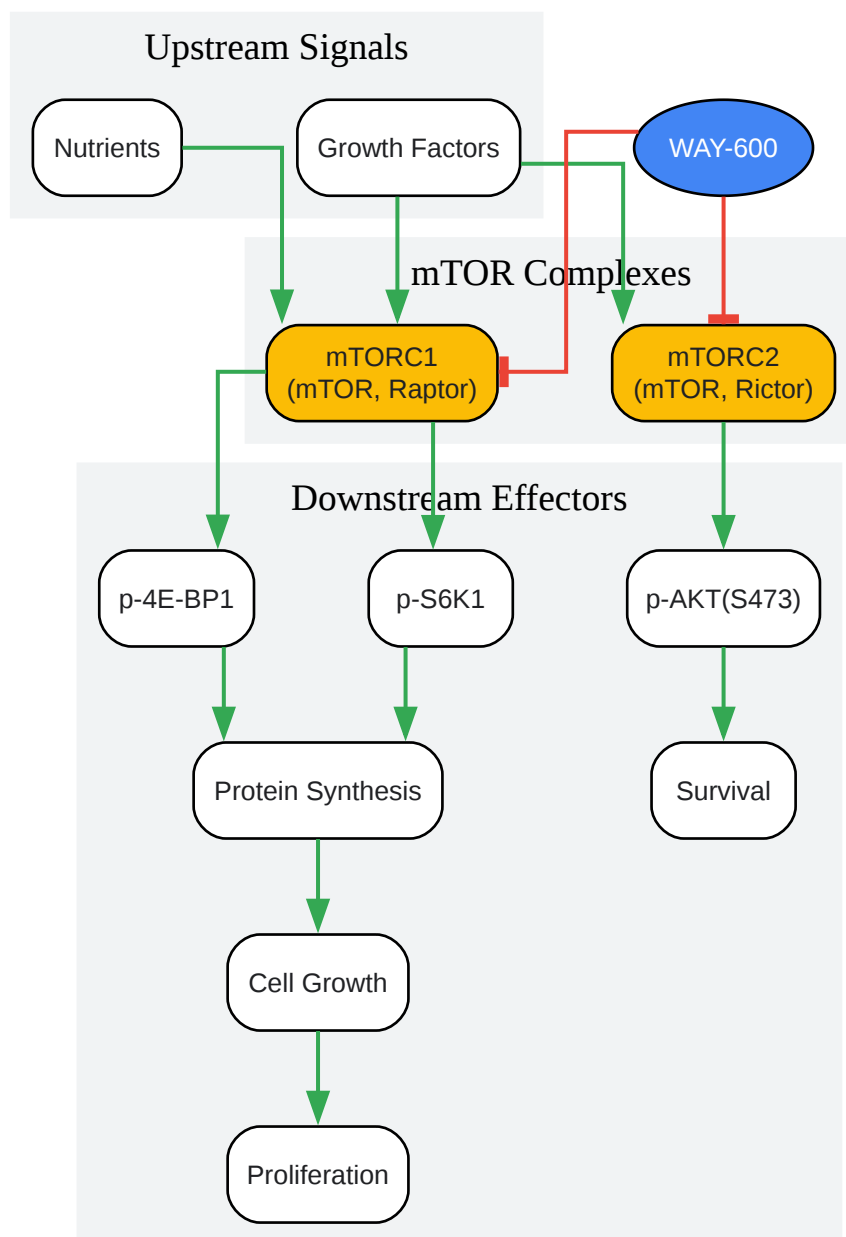 Upstream Signals
Nutrients
Growth Factors
WAY-600
mTOR Complexes
mTORC1
(mTOR, Raptor)
mTORC2
(mTOR, Rictor)
Downstream Effectors
p-4E-BP1
p-S6K1
p-AKT(S473)
Protein Synthesis
Survival
Cell Growth
Proliferation